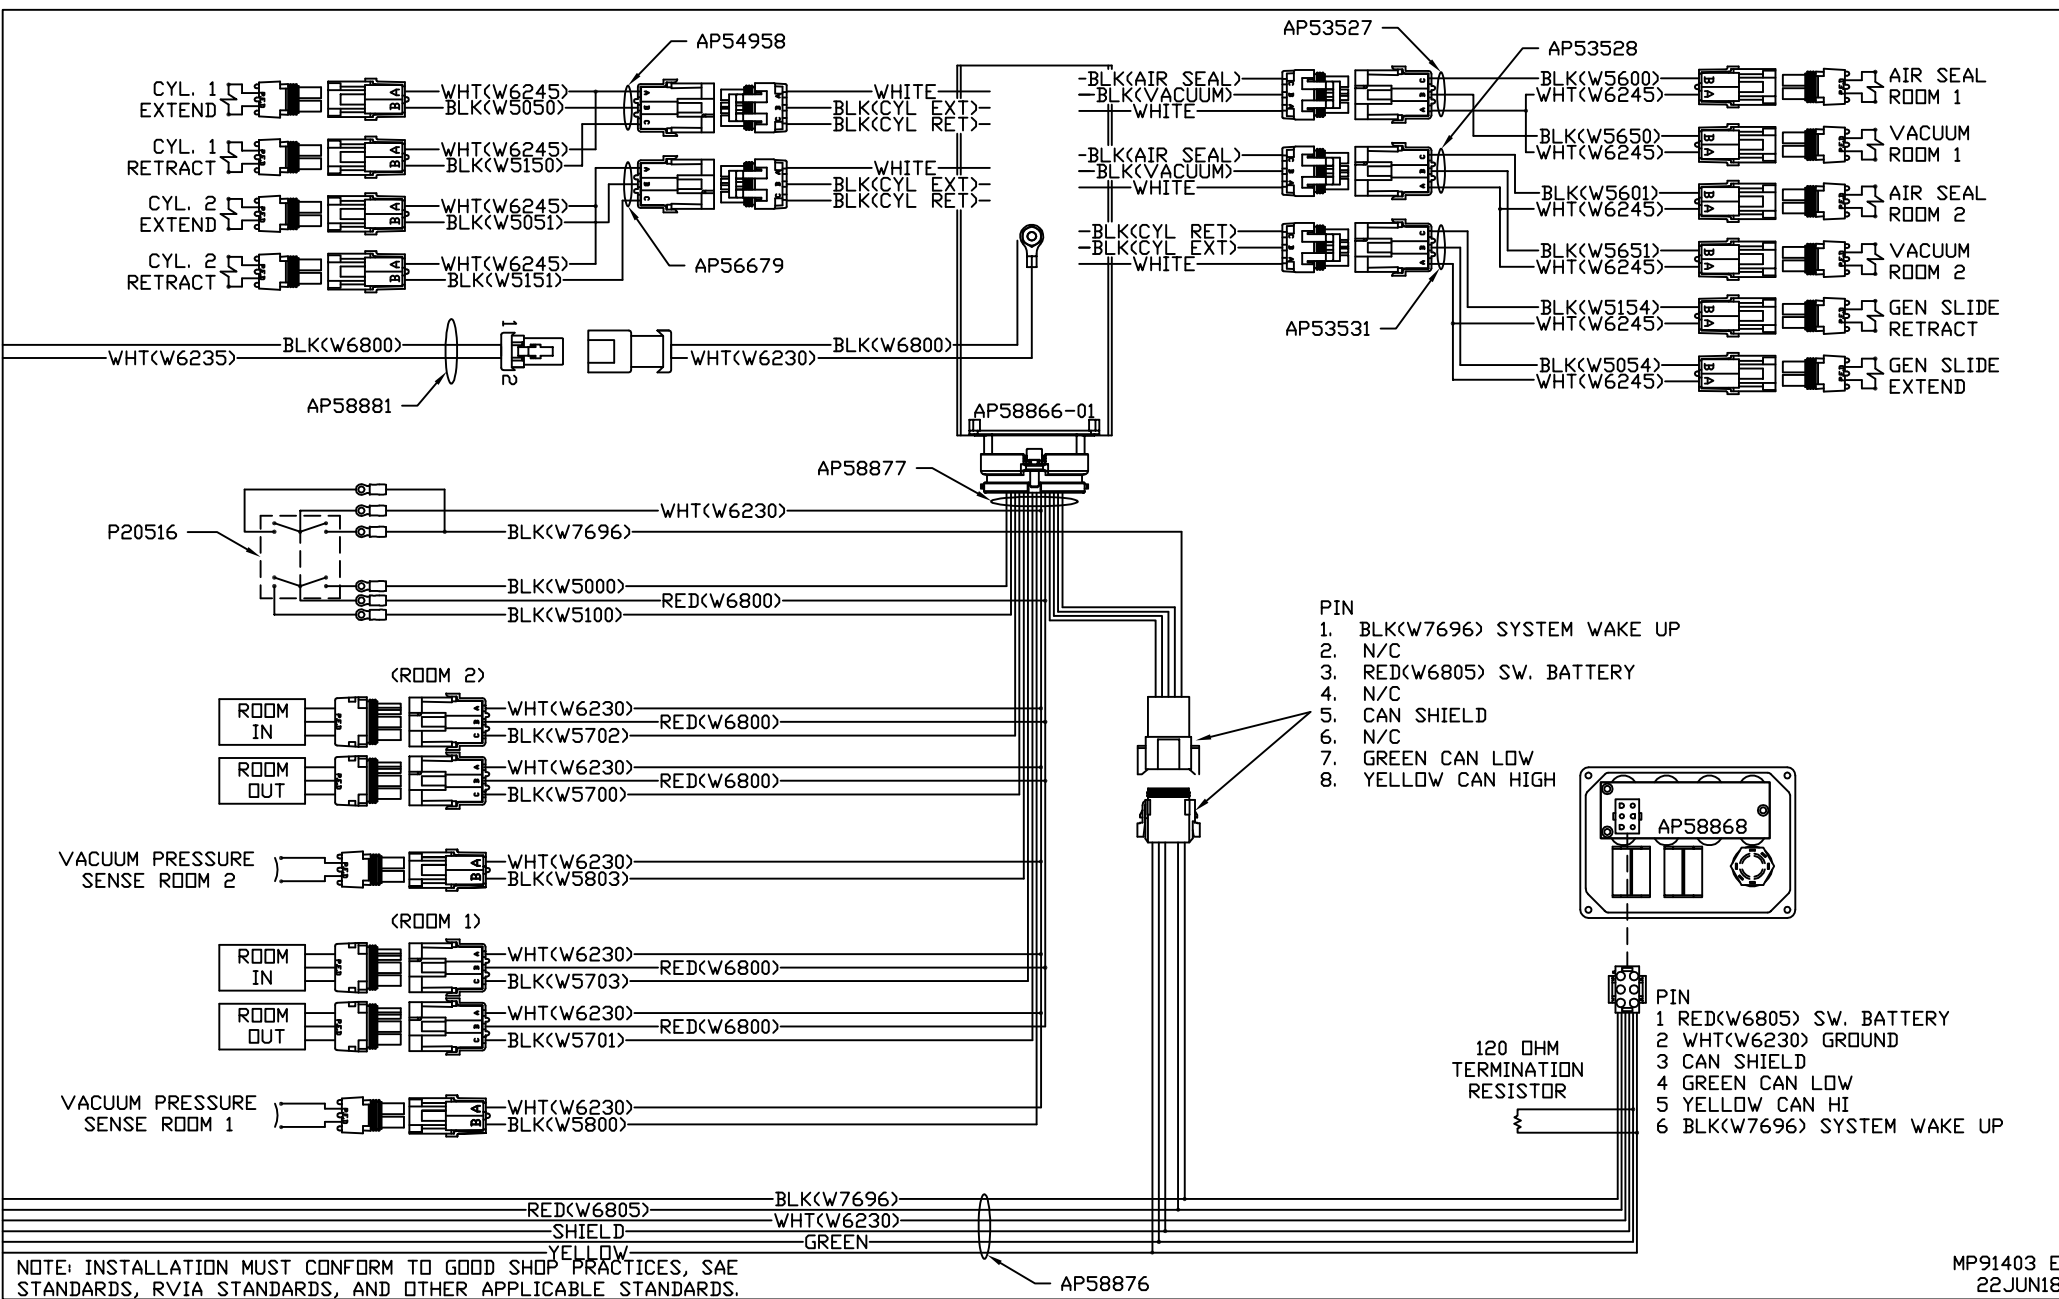 AP54958
CYL. 1
EXTEND
WHT(W6245)
BLK(W5050)
A
B
A
B
C
WHITE
BLK(CYL EXT)
BLK(CYL RET)
CYL. 1
RETRACT
WHT(W6245)
BLK(W5150)
A
B
CYL. 2
EXTEND
WHT(W6245)
BLK(W5051)
A
B
A
B
C
WHITE
BLK(CYL EXT)
BLK(CYL RET)
CYL. 2
RETRACT
WHT(W6245)
BLK(W5151)
A
B
AP56679
BLK(W6800)
WHT(W6235)
AP58881
1
2
BLK(W6800)
WHT(W6230)
AP58866-01
AP53527
AP53528
BLK(AIR SEAL)
BLK(VACUUM)
WHITE
BLK(AIR SEAL)
BLK(VACUUM)
WHITE
BLK(CYL RET)
BLK(CYL EXT)
WHITE
AP53531
BLK(W5600)
WHT(W6245)
B A
AIR SEAL
ROOM 1
BLK(W5650)
WHT(W6245)
B A
VACUUM
ROOM 1
BLK(W5601)
WHT(W6245)
B A
AIR SEAL
ROOM 2
BLK(W5651)
WHT(W6245)
B A
VACUUM
ROOM 2
BLK(W5154)
WHT(W6245)
B A
GEN SLIDE
RETRACT
BLK(W5054)
WHT(W6245)
B A
GEN SLIDE
EXTEND
AP58877
P20516
WHT(W6230)
BLK(W7696)
BLK(W5000)
RED(W6800)
BLK(W5100)
(ROOM 2)
ROOM
IN
WHT(W6230)
RED(W6800)
BLK(W5702)
ROOM
OUT
WHT(W6230)
RED(W6800)
BLK(W5700)
VACUUM PRESSURE
SENSE ROOM 2
B A
WHT(W6230)
BLK(W5803)
(ROOM 1)
ROOM
IN
WHT(W6230)
RED(W6800)
BLK(W5703)
ROOM
OUT
WHT(W6230)
RED(W6800)
BLK(W5701)
VACUUM PRESSURE
SENSE ROOM 1
B A
WHT(W6230)
BLK(W5800)
PIN
1. BLK(W7696) SYSTEM WAKE UP
2. N/C
3. RED(W6805) SW. BATTERY
4. N/C
5. CAN SHIELD
6. N/C
7. GREEN CAN LOW
8. YELLOW CAN HIGH
AP58868
PIN
1 RED(W6805) SW. BATTERY
2 WHT(W6230) GROUND
3 CAN SHIELD
4 GREEN CAN LOW
5 YELLOW CAN HI
6 BLK(W7696) SYSTEM WAKE UP
120 OHM
TERMINATION
RESISTOR
BLK(W7696)
RED(W6805)
WHT(W6230)
SHIELD
GREEN
YELLOW
AP58876
NOTE: INSTALLATION MUST CONFORM TO GOOD SHOP PRACTICES, SAE
STANDARDS, RVIA STANDARDS, AND OTHER APPLICABLE STANDARDS.
MP91403 E
22JUN18